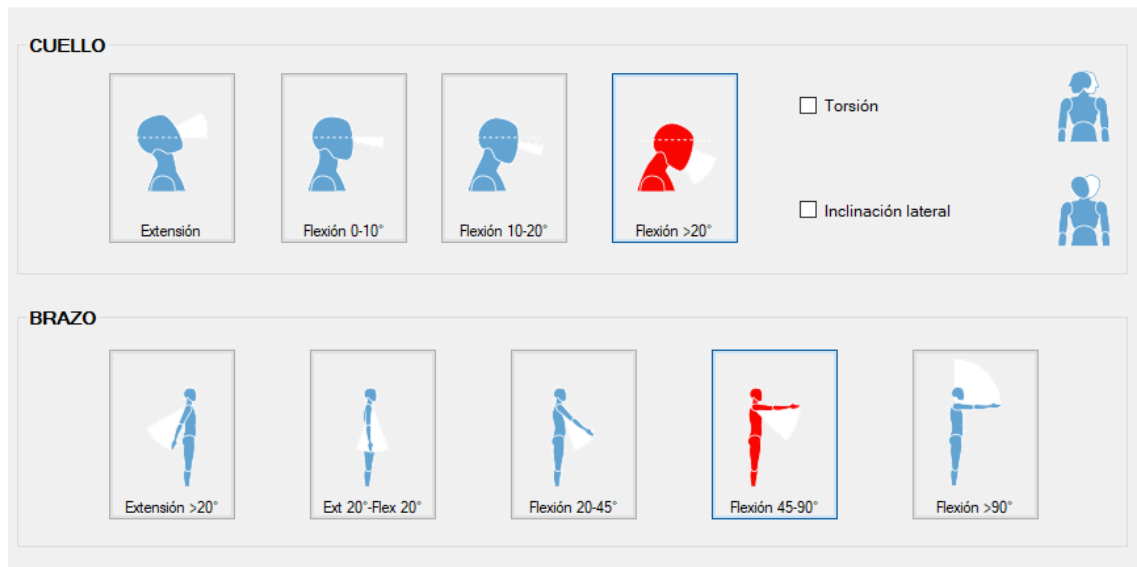 CUELLO
Extensión
Flexión 0-10°
Flexión 10-20°
Flexión >20°
Torsión
Inclinación lateral
BRAZO
Extensión >20°
Ext 20°-Flex 20°
Flexión 20-45°
Flexión 45-90°
Flexión >90°